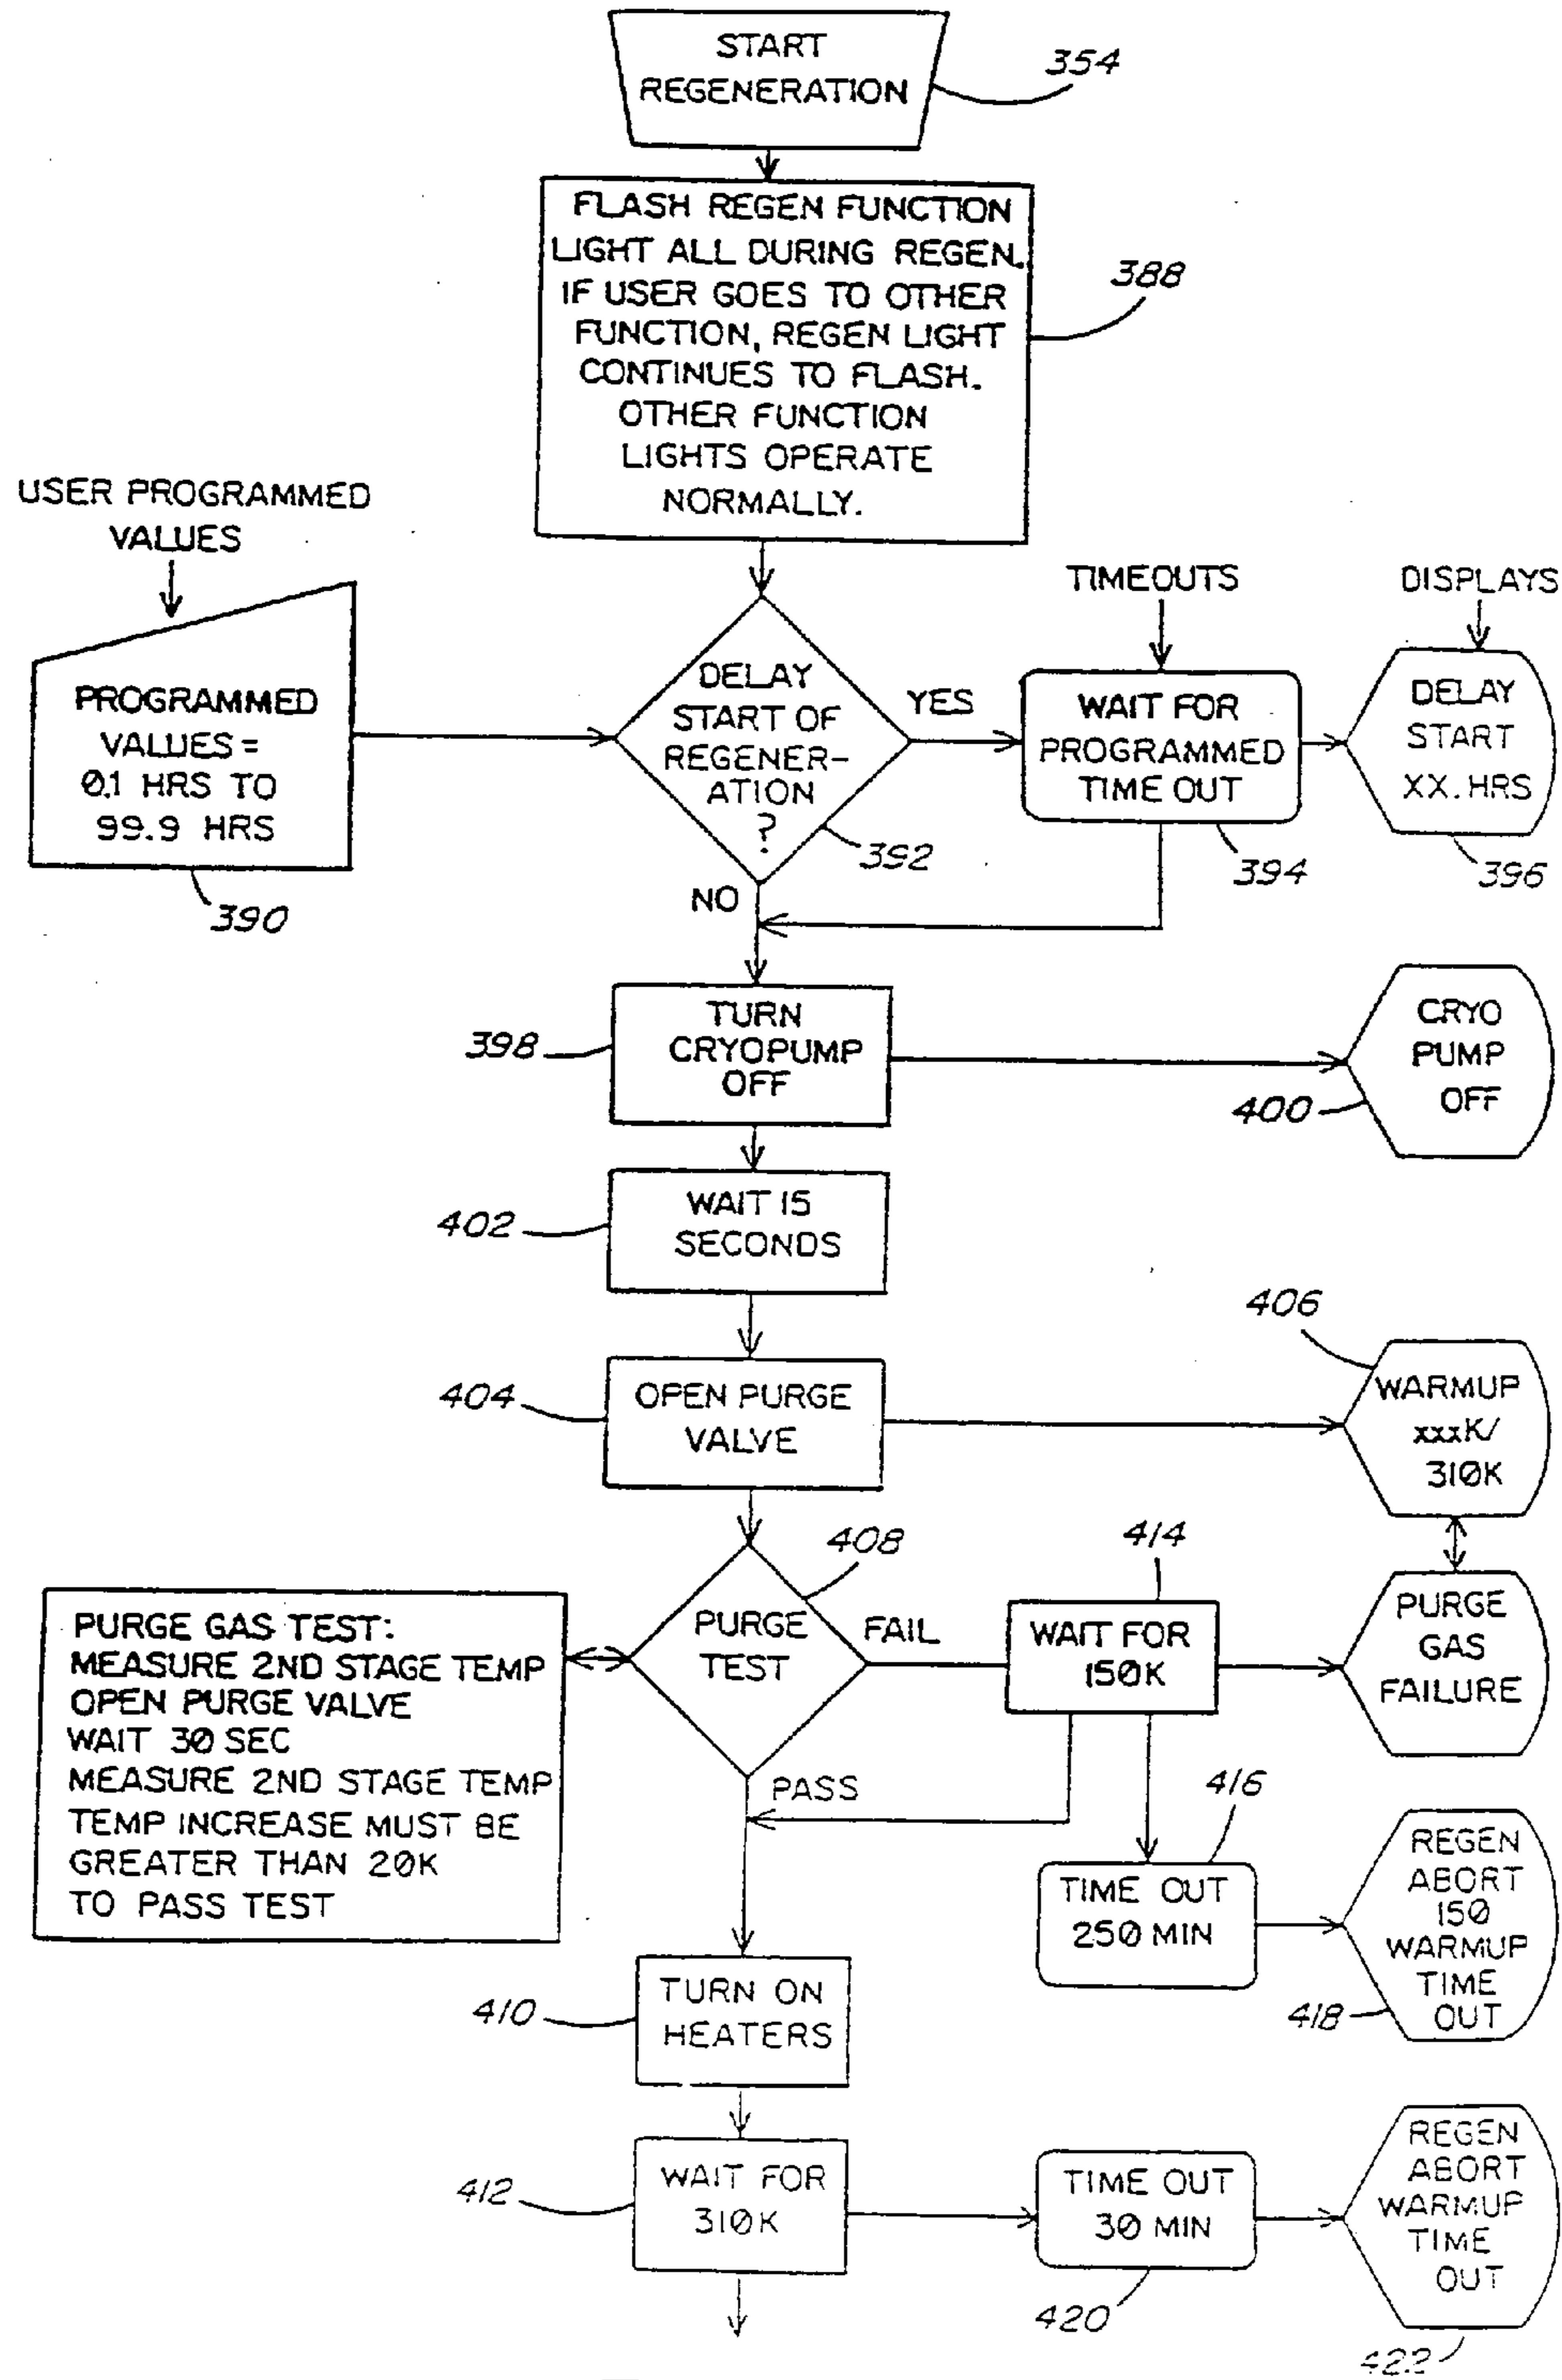 START
REGENERATION
354
FLASH REGEN FUNCTION
LIGHT ALL DURING REGEN.
IF USER GOES TO OTHER
FUNCTION, REGEN LIGHT
CONTINUES TO FLASH.
OTHER FUNCTION
LIGHTS OPERATE
NORMALLY.
388
USER PROGRAMMED
VALUES
PROGRAMMED
VALUES =
0.1 HRS TO
99.9 HRS
390
DELAY
START OF
REGENER-
ATION
?
392
YES
NO
TIMEOUTS
WAIT FOR
PROGRAMMED
TIME OUT
394
DISPLAYS
DELAY
START
XX. HRS
396
TURN
CRYOPUMP
OFF
398
CRYO
PUMP
OFF
400
WAIT 15
SECONDS
402
OPEN PURGE
VALVE
404
406
WARMUP
xxxK/
310K
PURGE
TEST
408
PURGE GAS TEST:
MEASURE 2ND STAGE TEMP
OPEN PURGE VALVE
WAIT 30 SEC
MEASURE 2ND STAGE TEMP
TEMP INCREASE MUST BE
GREATER THAN 20K
TO PASS TEST
FAIL
PASS
414
WAIT FOR
150K
PURGE
GAS
FAILURE
416
TIME OUT
250 MIN
REGEN
ABORT
150
WARMUP
TIME
OUT
418
TURN ON
HEATERS
410
WAIT FOR
310K
412
TIME OUT
30 MIN
420
REGEN
ABORT
WARMUP
TIME
OUT
422